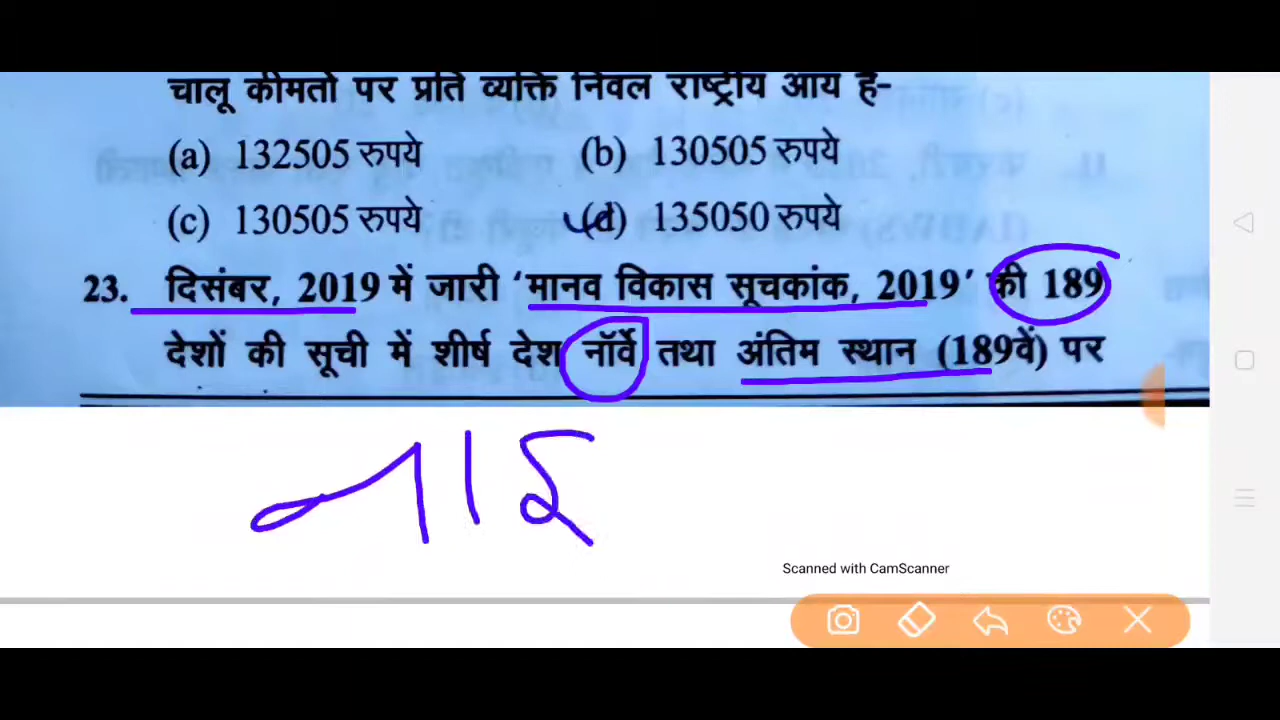 चालू कीमतों पर प्रति व्यक्ति निवल राष्ट्रीय आय है-
(a) 132505 रुपये (b) 130505 रुपये
(c) 130505 रुपये (d) 135050 रुपये
23. दिसंबर, 2019 में जारी ‘मानव विकास सूचकांक, 2019’ की 189
देशों की सूची में शीर्ष देश नॉर्वे तथा अंतिम स्थान (189वें) पर
नाइ
Scanned with CamScanner